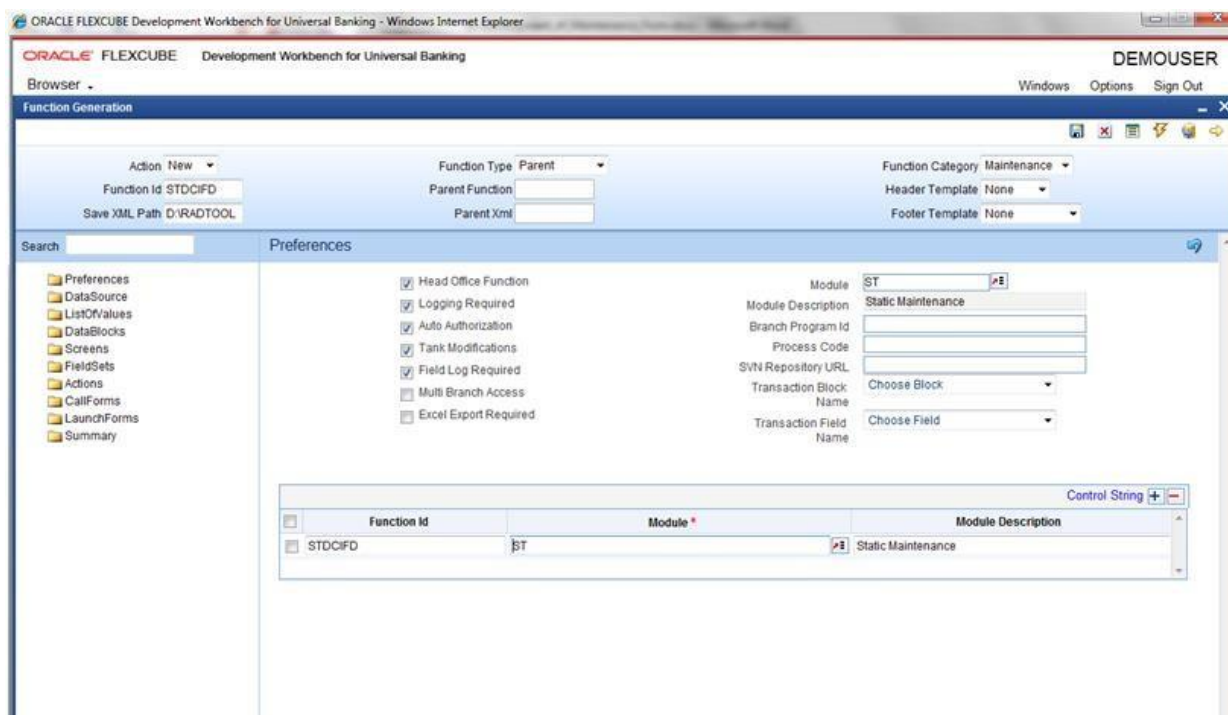 ORACLE FLEXCUBE Development Workbench for Universal Banking - Windows Internet Explorer
ORACLE FLEXCUBE Development Workbench for Universal Banking
DEMOUSER
Browser
Windows Options Sign Out
Function Generation
Action New Function Type Parent Function Category Maintenance
Function Id STDCIFD Parent Function Header Template None
Save XML Path D:\RADTOOL Parent Xml Footer Template None
Search
Preferences
DataSource
ListOfValues
DataBlocks
Screens
FieldSets
Actions
CallForms
LaunchForms
Summary
Preferences
Head Office Function
Logging Required
Auto Authorization
Tank Modifications
Field Log Required
Multi Branch Access
Excel Export Required
Module ST
Module Description Static Maintenance
Branch Program Id
Process Code
SVN Repository URL
Transaction Block Name Choose Block
Transaction Field Name Choose Field
Control String + -
Function Id Module * Module Description
STDCIFD ST Static Maintenance